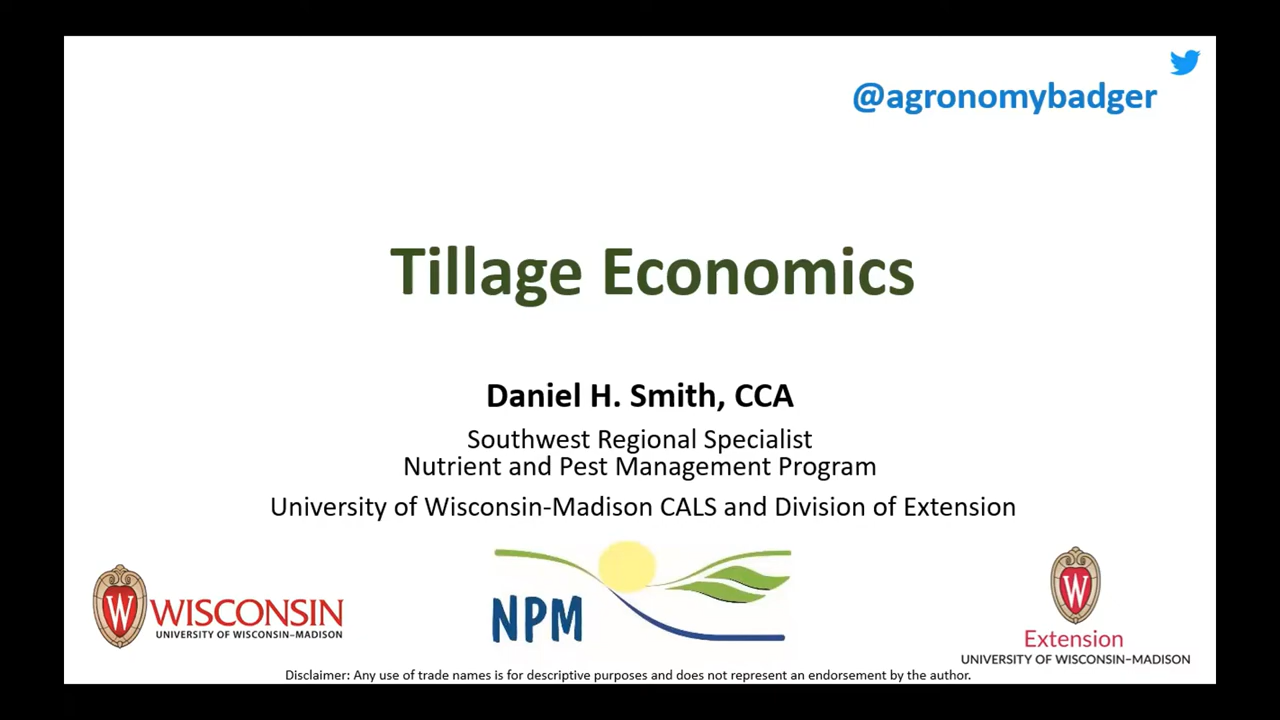 @agronomybadger
Tillage Economics
Daniel H. Smith, CCA
Southwest Regional Specialist
Nutrient and Pest Management Program
University of Wisconsin-Madison CALS and Division of Extension
W WISCONSIN
UNIVERSITY OF WISCONSIN–MADISON
NPM
W
Extension
UNIVERSITY OF WISCONSIN–MADISON
Disclaimer: Any use of trade names is for descriptive purposes and does not represent an endorsement by the author.